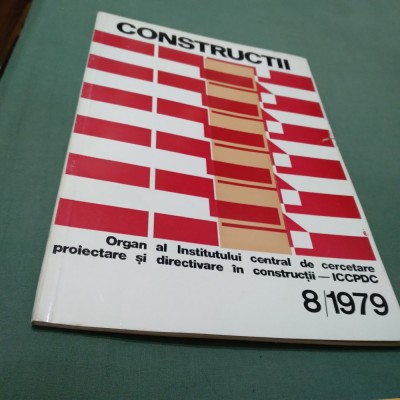 CONSTRUCTII
Organ al Institutului central de cercetare
proiectare și directivare în construcții — ICCPDC
8/1979